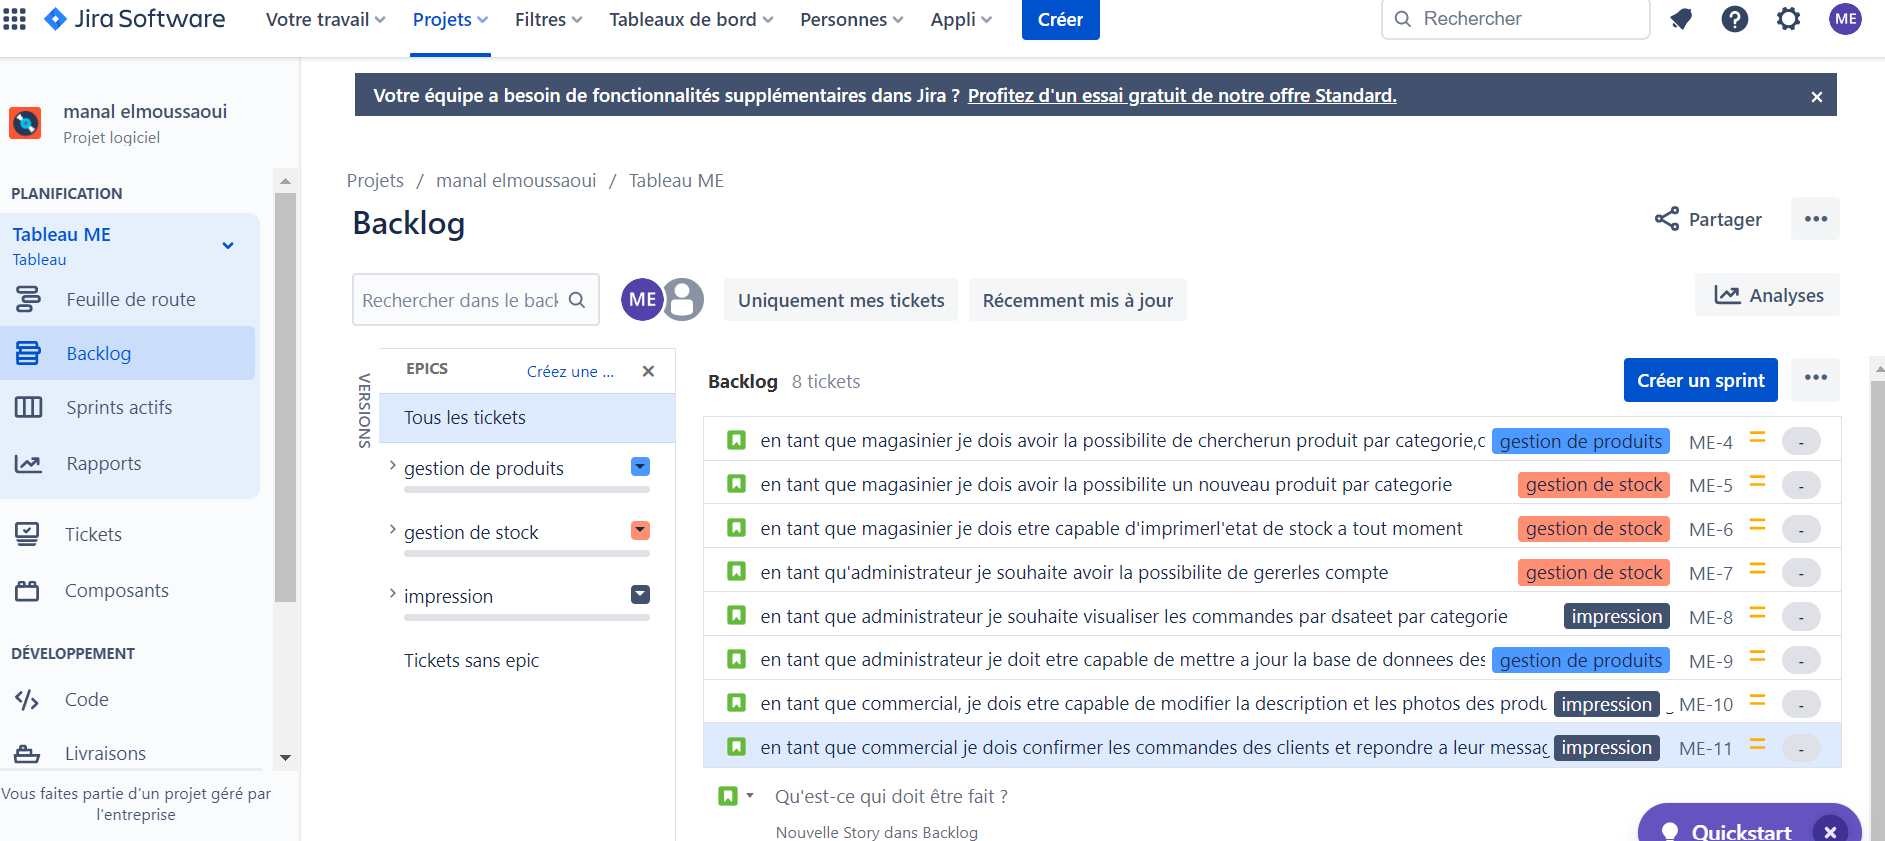 Jira Software
Votre travail
Projets
Filtres
Tableaux de bord
Personnes
Appli
Créer
Rechercher
ME
manal elmoussaoui
Projet logiciel
Votre équipe a besoin de fonctionnalités supplémentaires dans Jira ? Profitez d'un essai gratuit de notre offre Standard.
PLANIFICATION
Tableau ME
Tableau
Feuille de route
Backlog
Sprints actifs
Rapports
Tickets
Composants
DÉVELOPPEMENT
Code
Livraisons
Vous faites partie d'un projet géré par
l'entreprise
Projets / manal elmoussaoui / Tableau ME
Backlog
Partager
Rechercher dans le back
ME
Uniquement mes tickets
Récemment mis à jour
Analyses
VERSIONS
EPICS
Créez une ...
Tous les tickets
gestion de produits
gestion de stock
impression
Tickets sans epic
Backlog 8 tickets
Créer un sprint
en tant que magasinier je dois avoir la possibilite de chercherun produit par categorie,c gestion de produits ME-4 -
en tant que magasinier je dois avoir la possibilite un nouveau produit par categorie gestion de stock ME-5 -
en tant que magasinier je dois etre capable d'imprimerl'etat de stock a tout moment gestion de stock ME-6 -
en tant qu'administrateur je souhaite avoir la possibilite de gererles compte gestion de stock ME-7 -
en tant que administrateur je souhaite visualiser les commandes par dsateet par categorie impression ME-8 -
en tant que administrateur je doit etre capable de mettre a jour la base de donnees des gestion de produits ME-9 -
en tant que commercial, je dois etre capable de modifier la description et les photos des produ impression ME-10 -
en tant que commercial je dois confirmer les commandes des clients et repondre a leur messag impression ME-11 -
Qu'est-ce qui doit être fait ?
Nouvelle Story dans Backlog
Quickstart